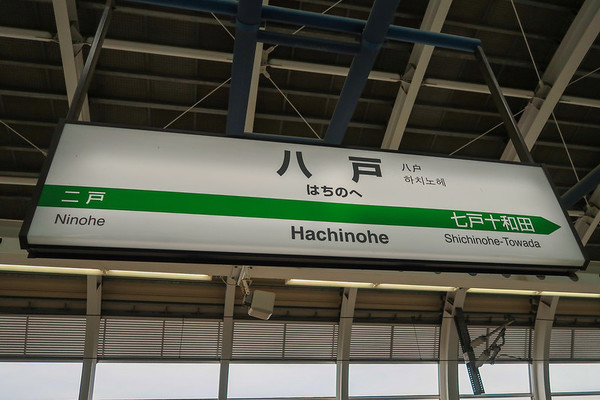 八戸
八户
하치노헤
はちのへ
二戸
七戸十和田
Ninohe
Hachinohe
Shichinohe-Towada